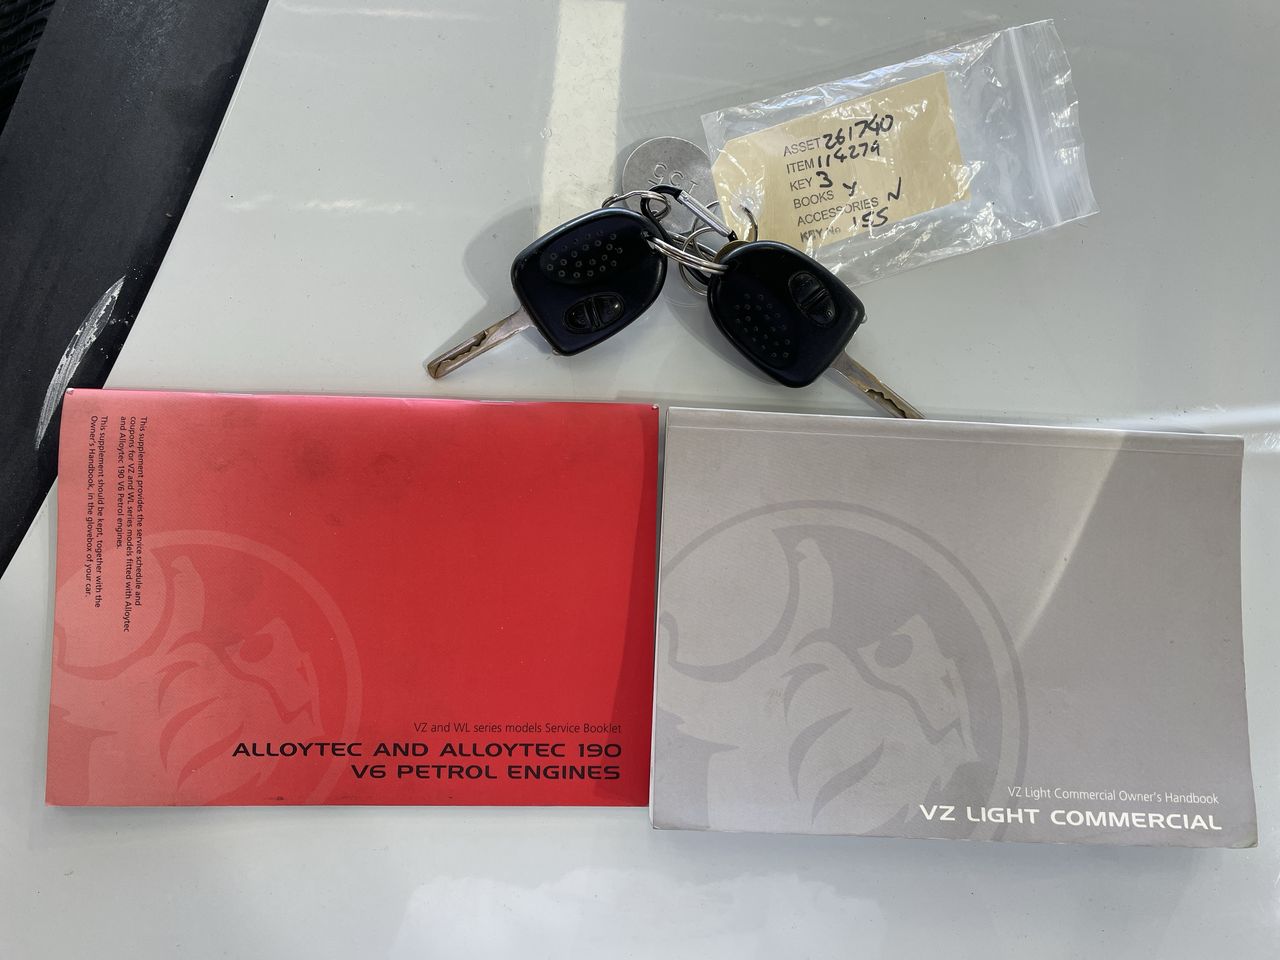 CCT
ASSET 261740
ITEM 114279
KEY 3
BOOKS Y
ACCESSORIES N
KEY No 155
This supplement provides the service schedule and
coupons for VZ and WL series models fitted with Alloytec
and Alloytec 190 V6 Petrol engines.
This supplement should be kept, together with the
Owner's Handbook, in the glovebox of your car.
VZ and WL series models Service Booklet
ALLOYTEC AND ALLOYTEC 190
V6 PETROL ENGINES
VZ Light Commercial Owner's Handbook
VZ LIGHT COMMERCIAL